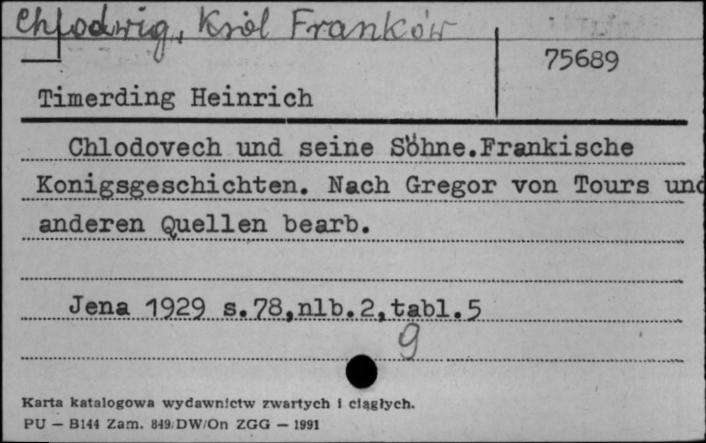 Chlodwig, Król Franków
75689
Timerding Heinrich
Chlodovech und seine Söhne.Frankische
Konigsgeschichten. Nach Gregor von Tours und
anderen Quellen bearb.
Jena 1929 s.78,nlb.2,tabl.5
9
Karta katalogowa wydawnictw zwartych i ciągłych.
PU — B144 Zam. 849/DW/On ZGG — 1991